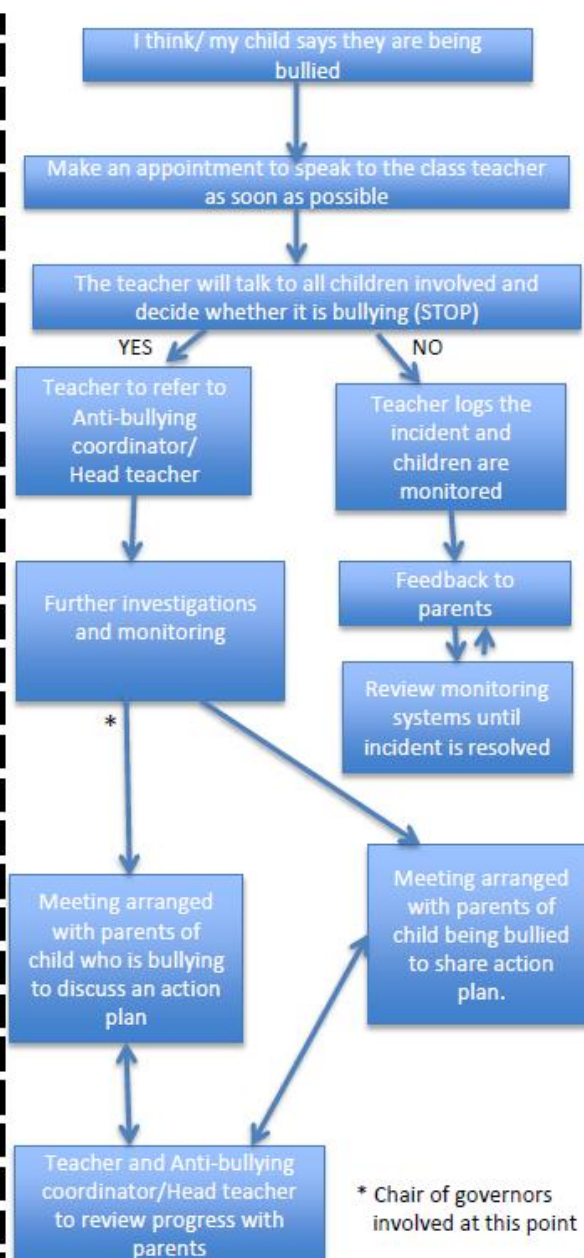 I think/ my child says they are being
bullied
Make an appointment to speak to the class teacher
as soon as possible
The teacher will talk to all children involved and
decide whether it is bullying (STOP)
YES
NO
Teacher to refer to
Anti-bullying
coordinator/
Head teacher
Teacher logs the
incident and
children are
monitored
Further investigations
and monitoring
Feedback to
parents
Review monitoring
systems until
incident is resolved
*
Meeting arranged
with parents of
child who is bullying
to discuss an action
plan
Meeting arranged
with parents of
child being bullied
to share action
plan.
Teacher and Anti-bullying
coordinator/Head teacher
to review progress with
parents
* Chair of governors
involved at this point